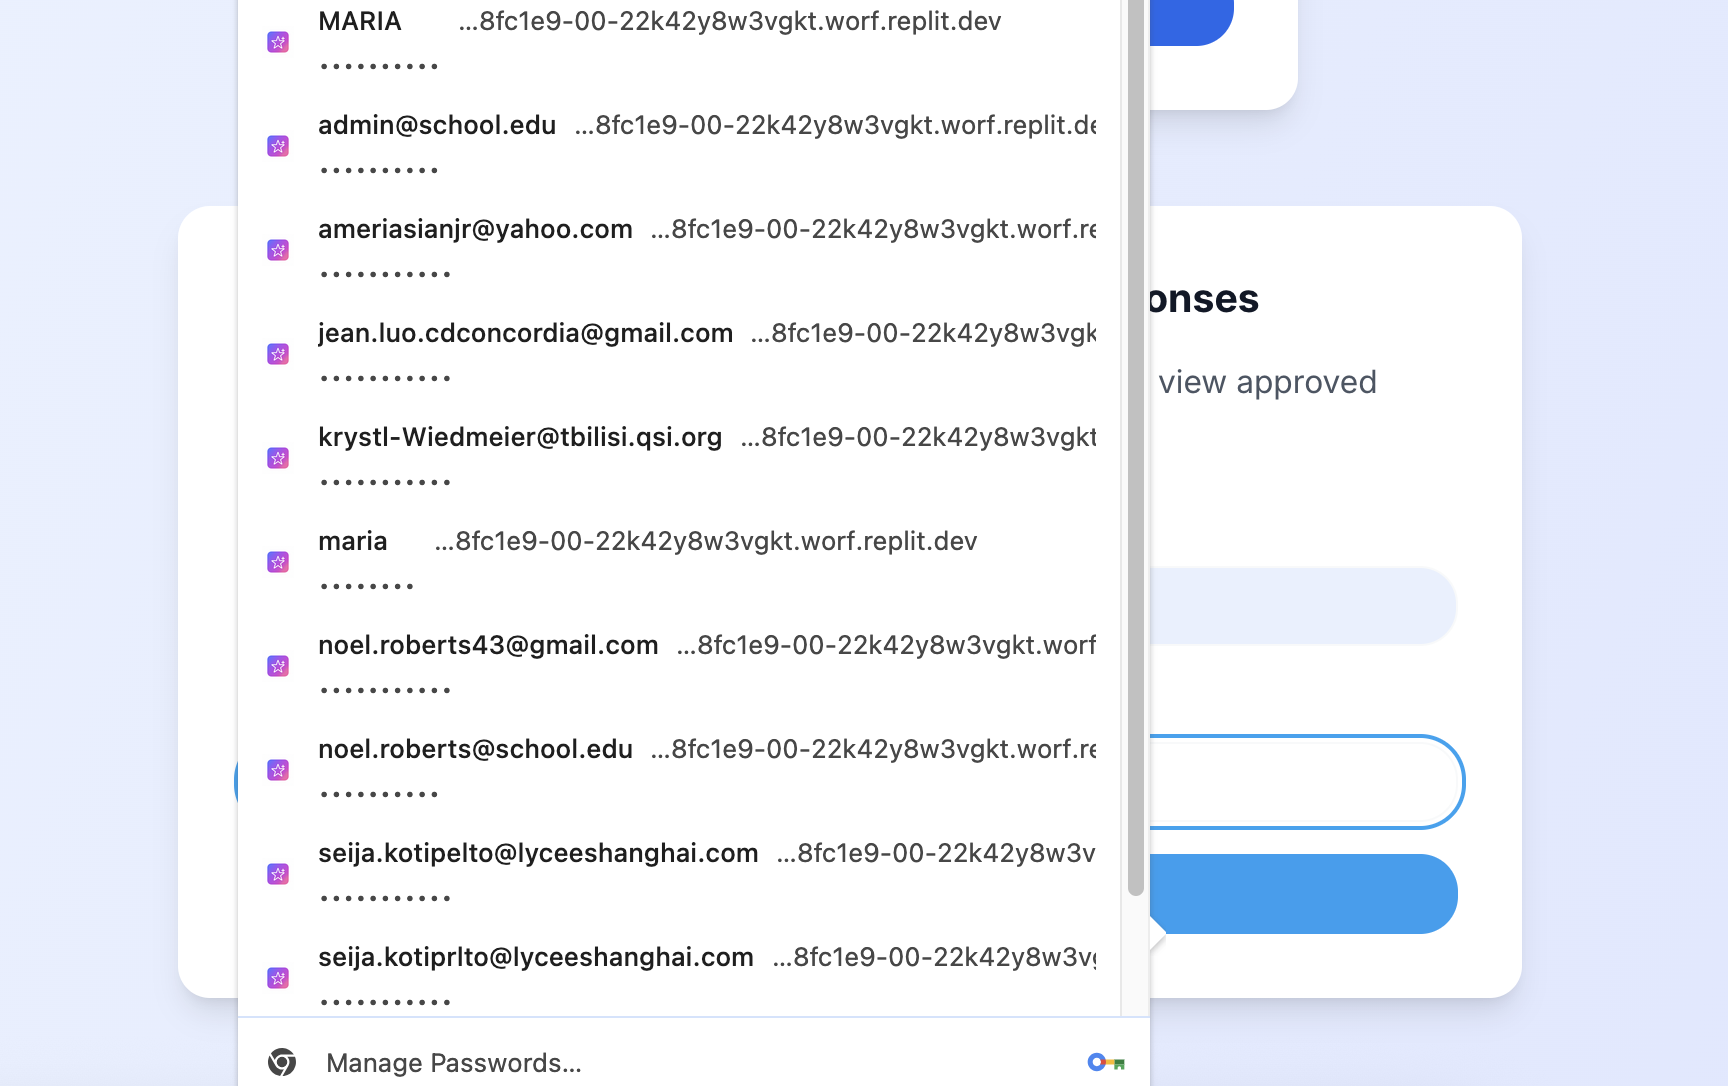 MARIA ...8fc1e9-00-22k42y8w3vgkt.worf.replit.dev
••••••••••
admin@school.edu ...8fc1e9-00-22k42y8w3vgkt.worf.replit.de
••••••••••
ameriasianjr@yahoo.com ...8fc1e9-00-22k42y8w3vgkt.worf.re
•••••••••••
jean.luo.cdconcordia@gmail.com ...8fc1e9-00-22k42y8w3vgk
•••••••••••
krystl-Wiedmeier@tbilisi.qsi.org ...8fc1e9-00-22k42y8w3vgkt
•••••••••••
maria ...8fc1e9-00-22k42y8w3vgkt.worf.replit.dev
••••••••
noel.roberts43@gmail.com ...8fc1e9-00-22k42y8w3vgkt.worf
•••••••••••
noel.roberts@school.edu ...8fc1e9-00-22k42y8w3vgkt.worf.re
••••••••••
seija.kotipelto@lyceeshanghai.com ...8fc1e9-00-22k42y8w3v
•••••••••••
seija.kotiprlto@lyceeshanghai.com ...8fc1e9-00-22k42y8w3vg
•••••••••••
Manage Passwords...
onses
view approved